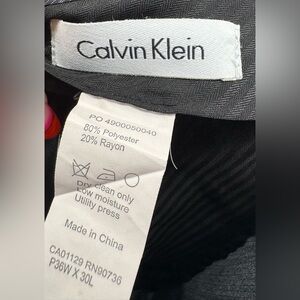 Calvin Klein
PO 4900050040
80% Polyester
20% Rayon
Dry clean only
Low moisture
Utility press
Made in China
CA01129 RN90736
P36W X 30L